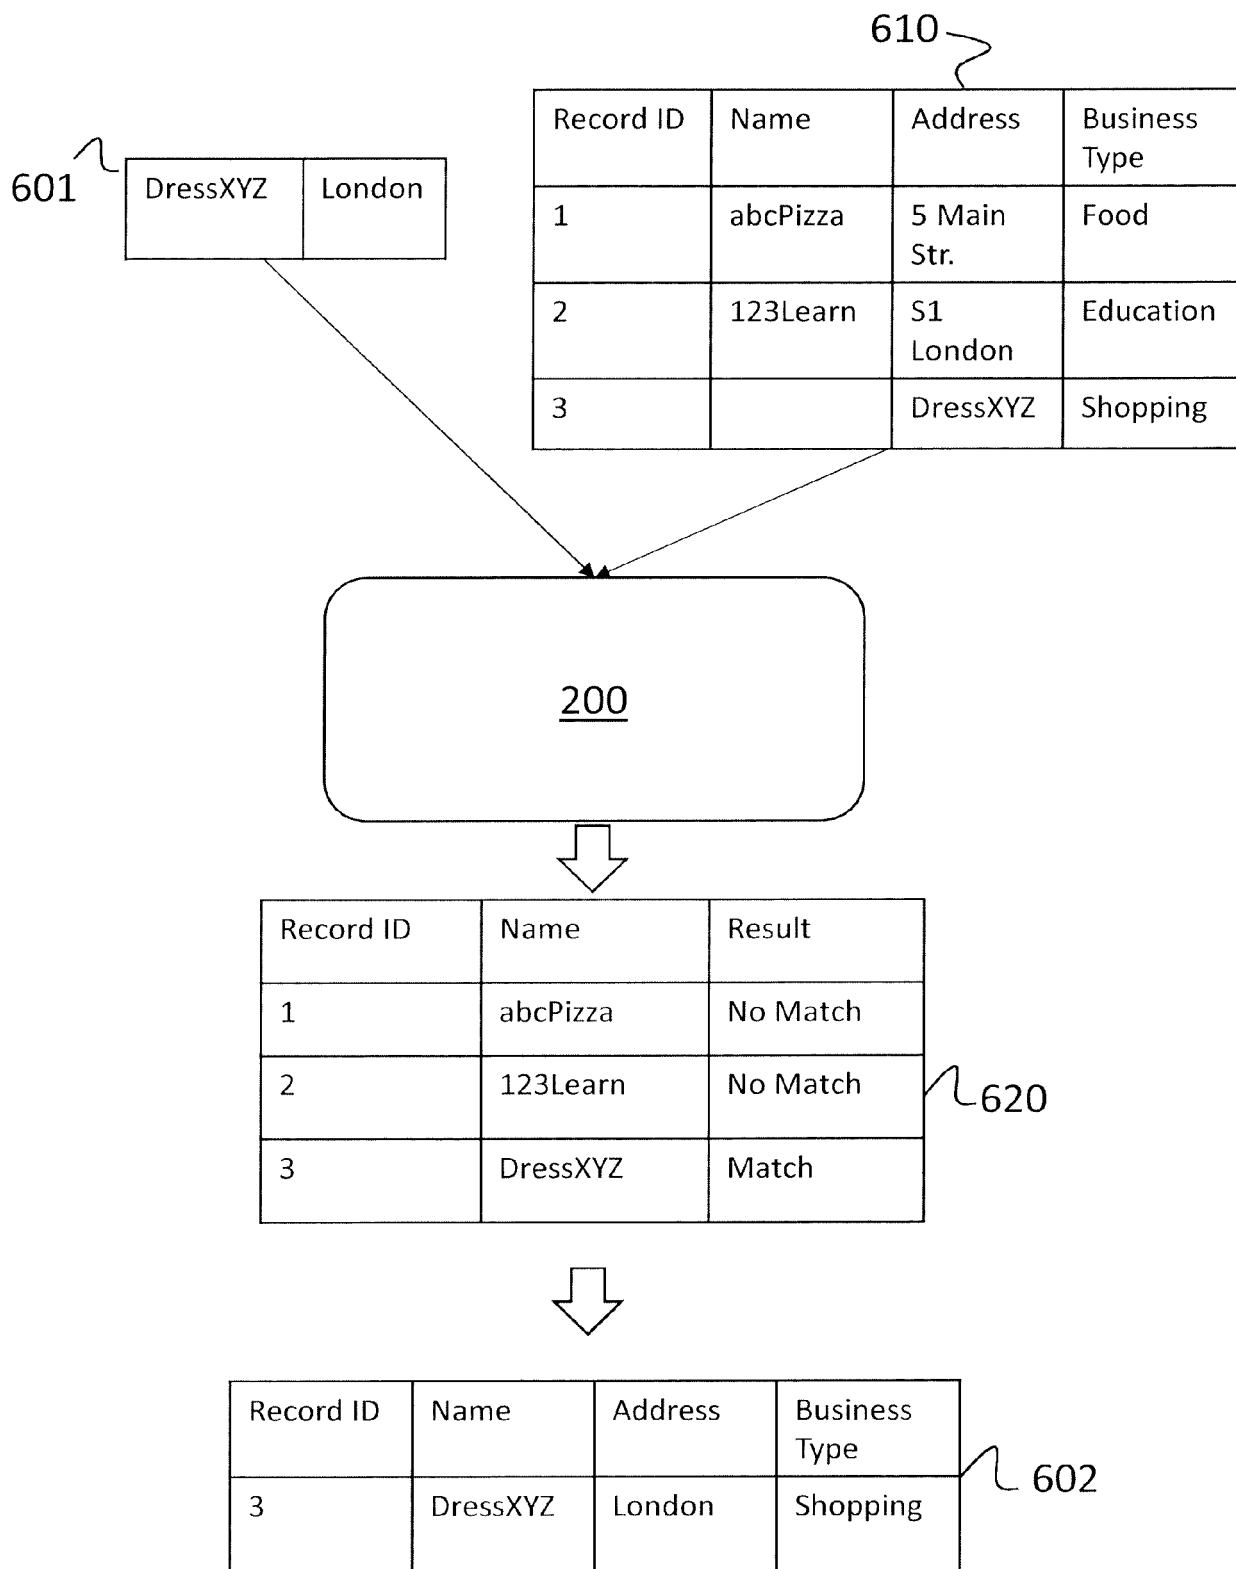 610
Record ID Name Address Business
Type
601 DressXYZ London
1 abcPizza 5 Main Food
Str.
2 123Learn S1 Education
London
3 DressXYZ Shopping
200
Record ID Name Result
1 abcPizza No Match
2 123Learn No Match
620
3 DressXYZ Match
Record ID Name Address Business
Type
602
3 DressXYZ London Shopping